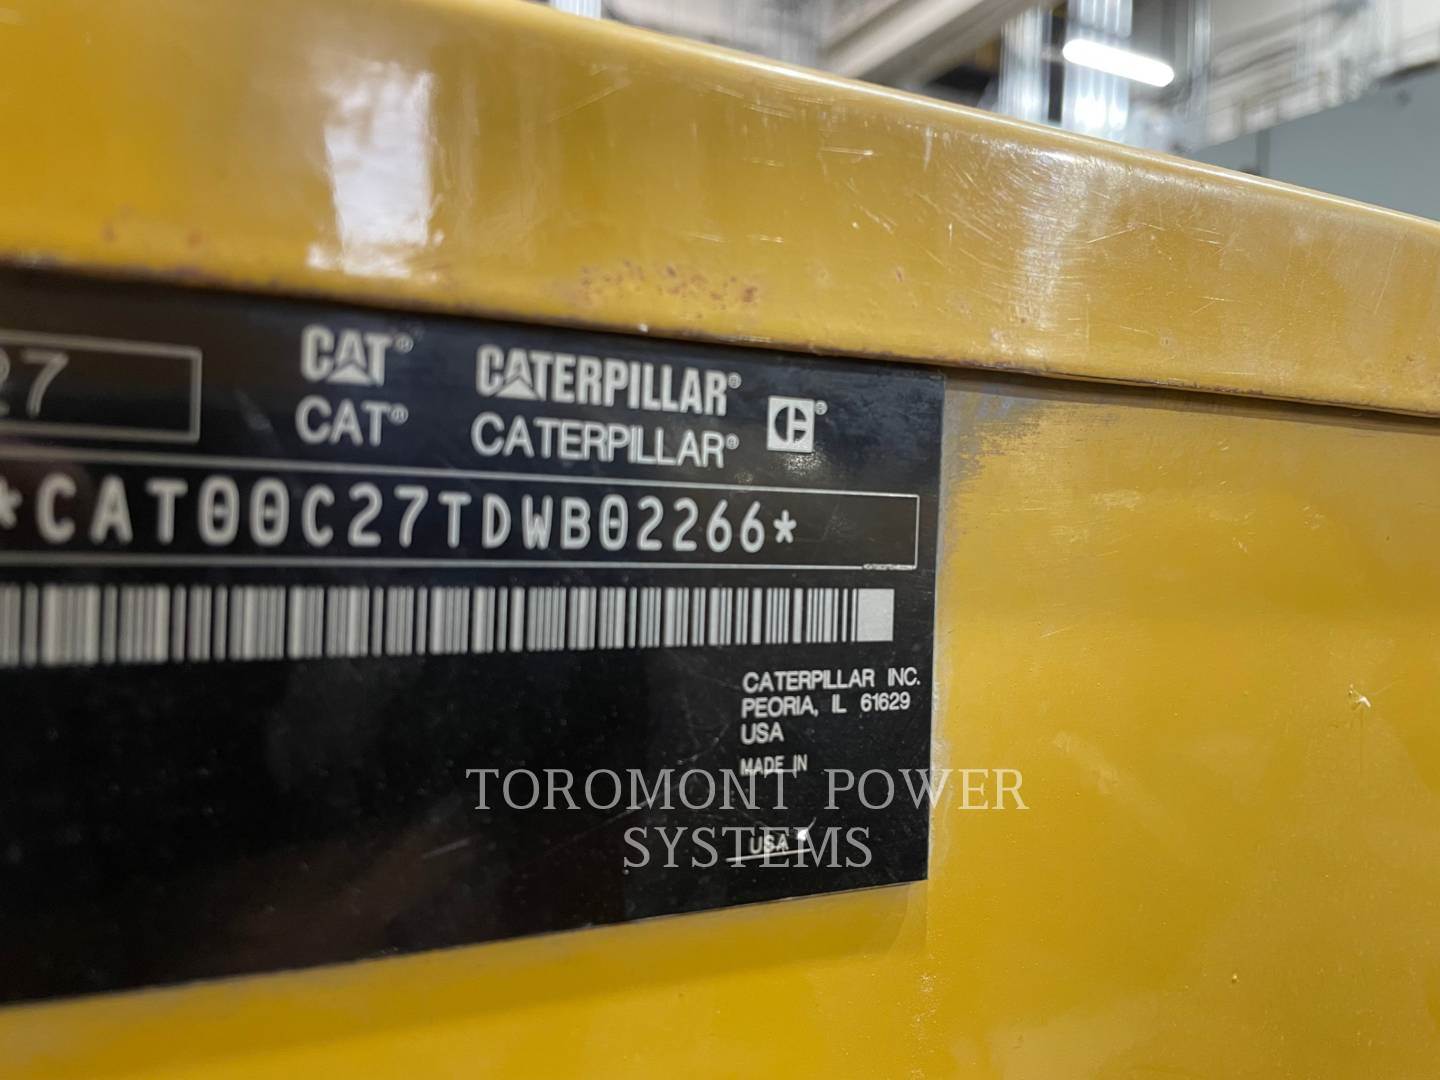 27
CAT® CATERPILLAR®
CAT® CATERPILLAR®
*CAT00C27TDWB02266*
CATERPILLAR INC.
PEORIA, IL 61629
USA
MADE IN
USA
TOROMONT POWER
SYSTEMS